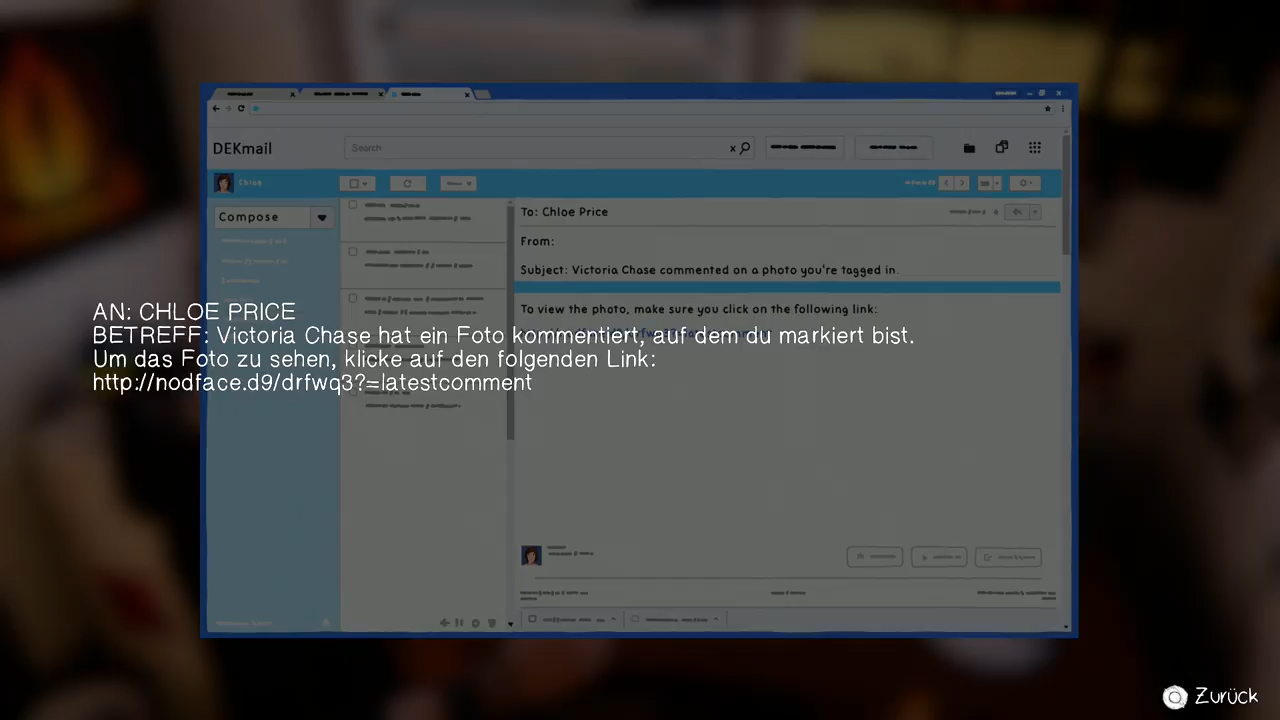 DEKmail
Search
x
Chloe
Compose
To: Chloe Price
From:
Subject: Victoria Chase commented on a photo you're tagged in.
To view the photo, make sure you click on the following link:
AN: CHLOE PRICE
BETREFF: Victoria Chase hat ein Foto kommentiert, auf dem du markiert bist.
Um das Foto zu sehen, klicke auf den folgenden Link:
http://nodface.d9/drfwq3?=latestcomment
Zurück